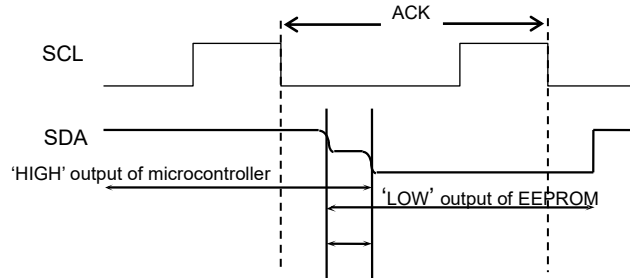 ACK
SCL
SDA
‘HIGH’ output of microcontroller
‘LOW’ output of EEPROM